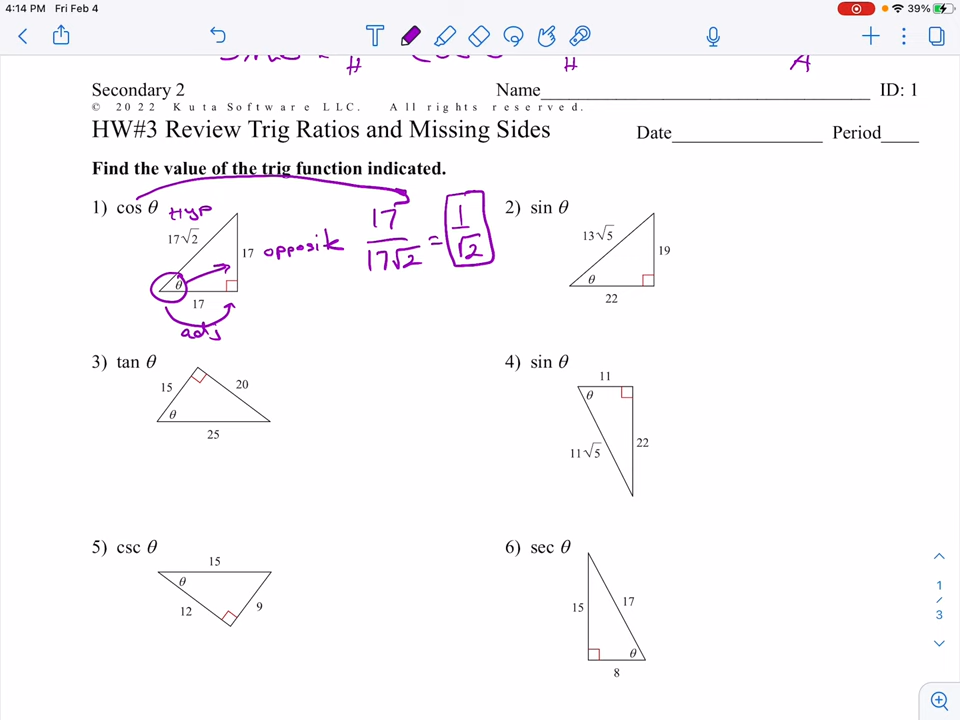 4:14 PM Fri Feb 4
39%
Secondary 2
Name
ID: 1
© 2022 Kuta Software LLC. All rights reserved.
HW#3 Review Trig Ratios and Missing Sides
Date
Period
Find the value of the trig function indicated.
1) cos θ
Hyp
17√2
17
opposite
θ
17
adj
17/17√2 = 1/√2
2) sin θ
13√5
19
θ
22
3) tan θ
15
20
θ
25
4) sin θ
11
θ
22
11√5
5) csc θ
15
θ
12
9
6) sec θ
15
17
θ
8
1
/
3